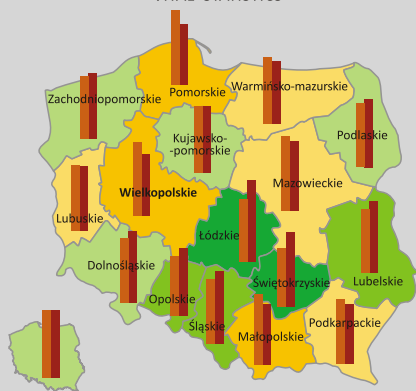 Zachodniopomorskie
Pomorskie
Warmińsko-mazurskie
Kujawsko-
-pomorskie
Podlaskie
Wielkopolskie
Mazowieckie
Lubuskie
Łódzkie
Dolnośląskie
Świętokrzyskie
Lubelskie
Opolskie
Śląskie
Małopolskie
Podkarpackie